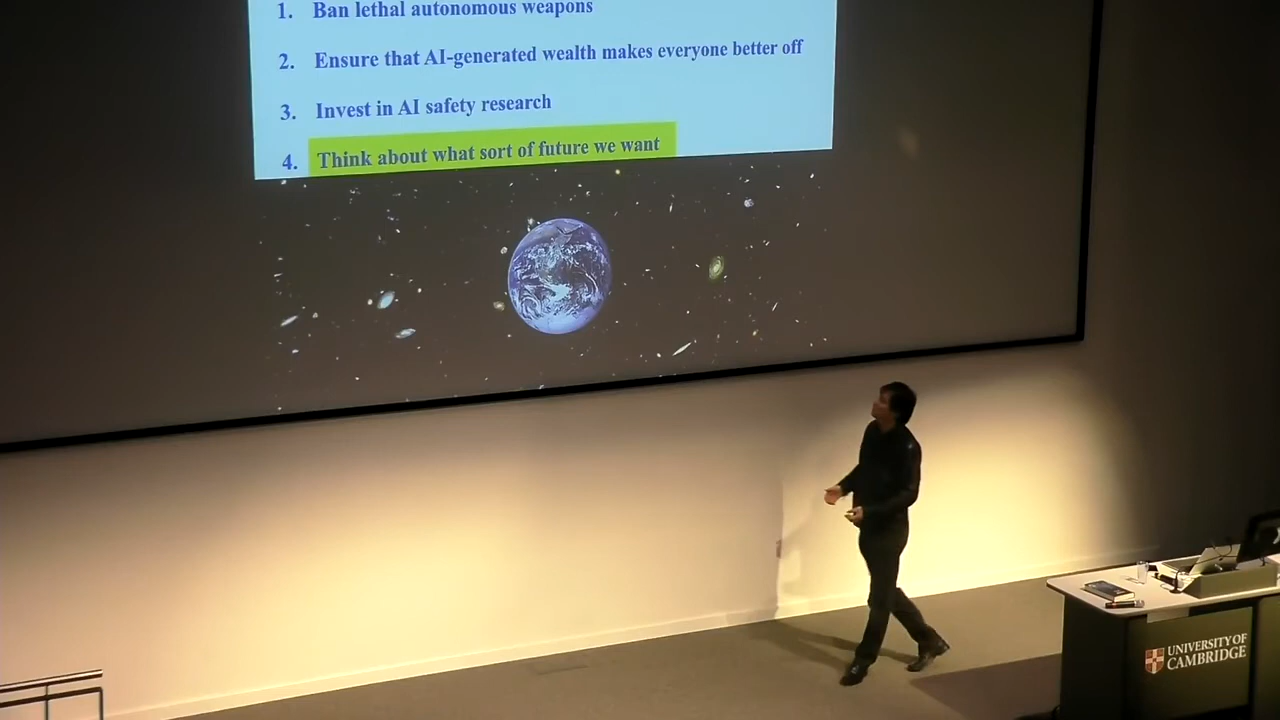 1. Ban lethal autonomous weapons
2. Ensure that AI-generated wealth makes everyone better off
3. Invest in AI safety research
4. Think about what sort of future we want
UNIVERSITY OF
CAMBRIDGE